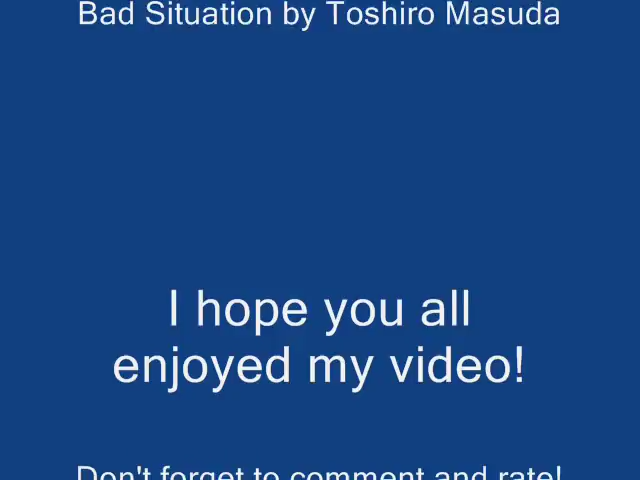 Bad Situation by Toshiro Masuda
I hope you all
enjoyed my video!
Don't forget to comment and rate!